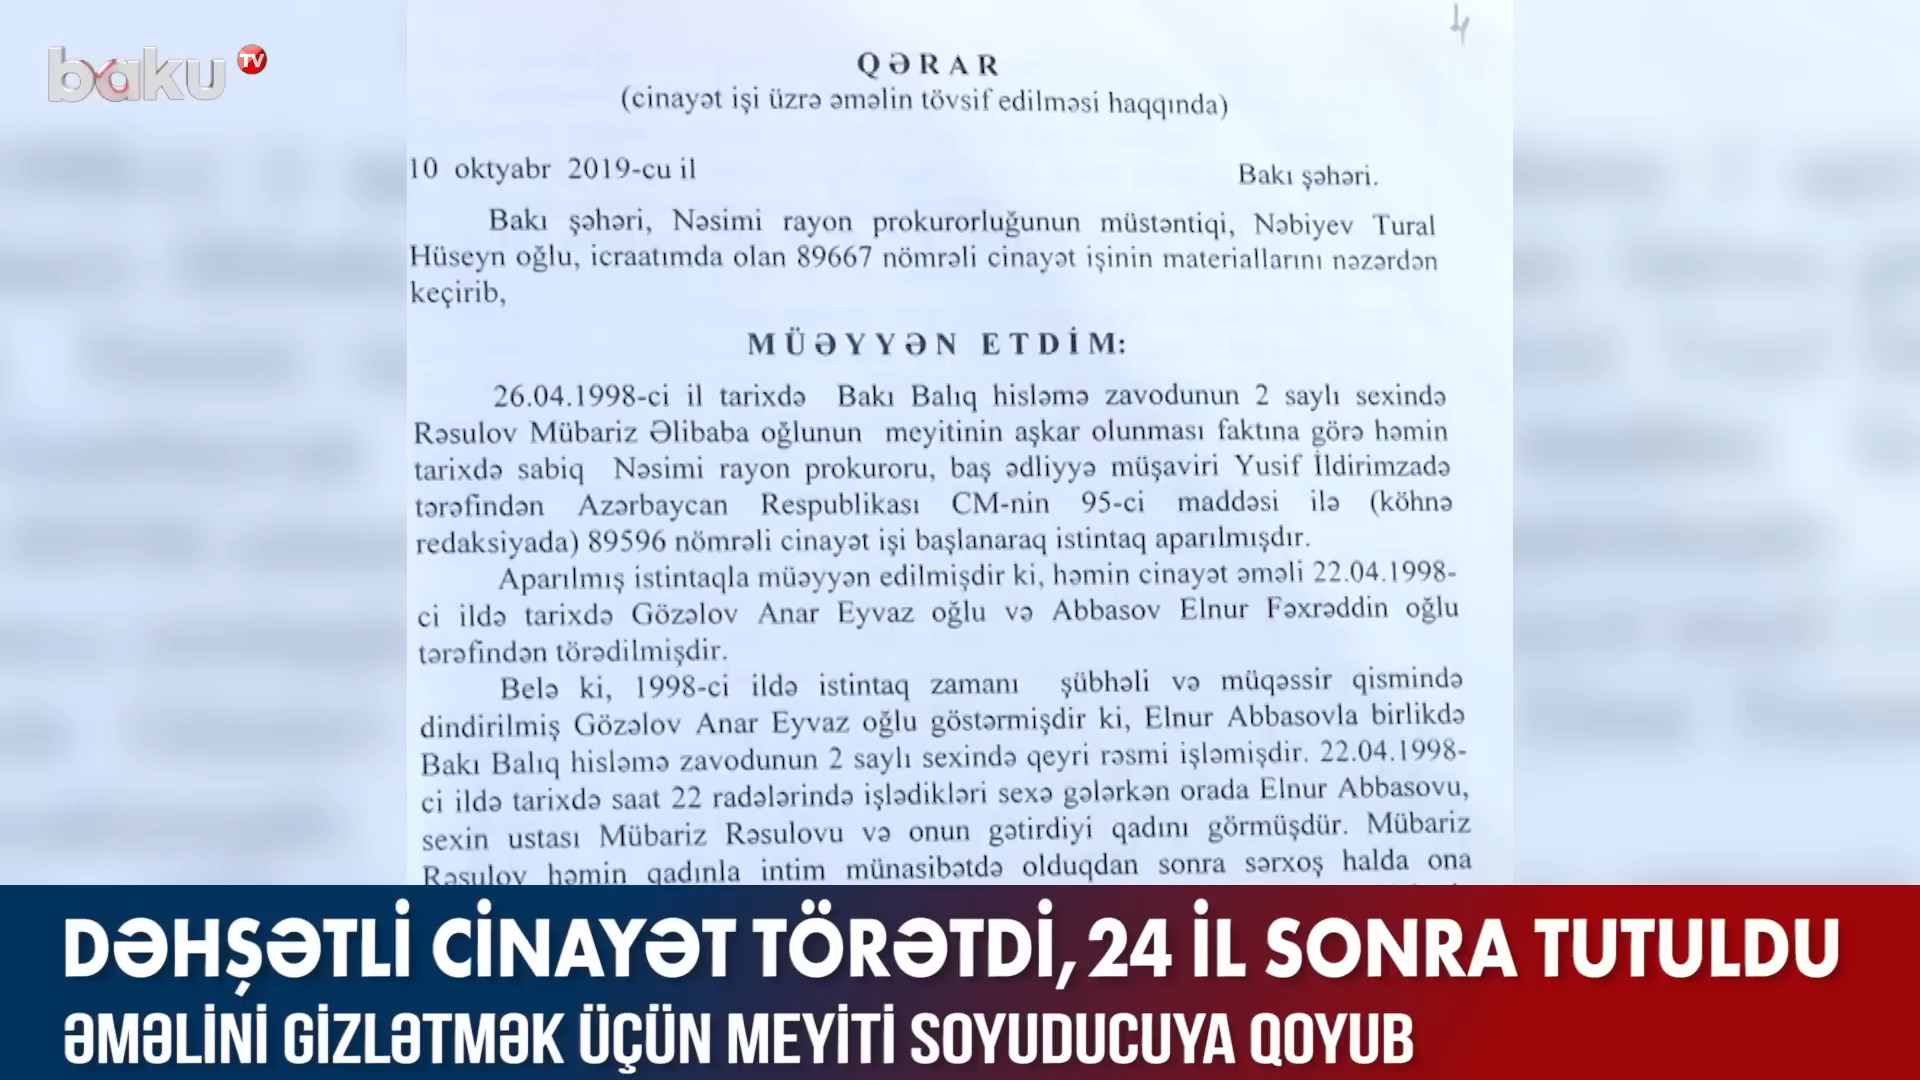 baku TV
4
QƏRAR
(cinayət işi üzrə əməlin tövsif edilməsi haqqında)
10 oktyabr 2019-cu il
Bakı şəhəri.
Bakı şəhəri, Nəsimi rayon prokurorluğunun müstəntiqi, Nəbiyev Tural
Hüseyn oğlu, icraatımda olan 89667 nömrəli cinayət işinin materiallarını nəzərdən
keçirib,
MÜƏYYƏN ETDİM:
26.04.1998-ci il tarixdə Bakı Balıq hisləmə zavodunun 2 saylı sexində
Rəsulov Mübariz Əlibaba oğlunun meyitinin aşkar olunması faktına görə həmin
tarixdə sabiq Nəsimi rayon prokuroru, baş ədliyyə müşaviri Yusif İldirimzadə
tərəfindən Azərbaycan Respublikası CM-nin 95-ci maddəsi ilə (köhnə
redaksiyada) 89596 nömrəli cinayət işi başlanaraq istintaq aparılmışdır.
Aparılmış istintaqla müəyyən edilmişdir ki, həmin cinayət əməli 22.04.1998-
ci ildə tarixdə Gözəlov Anar Eyvaz oğlu və Abbasov Elnur Fəxrəddin oğlu
tərəfindən törədilmişdir.
Belə ki, 1998-ci ildə istintaq zamanı şübhəli və müqəssir qismində
dindirilmiş Gözəlov Anar Eyvaz oğlu göstərmişdir ki, Elnur Abbasovla birlikdə
Bakı Balıq hisləmə zavodunun 2 saylı sexində qeyri rəsmi işləmişdir. 22.04.1998-
ci ildə tarixdə saat 22 radələrində işlədikləri sexə gələrkən orada Elnur Abbasovu,
sexin ustası Mübariz Rəsulovu və onun gətirdiyi qadını görmüşdür. Mübariz
Rəsulov həmin qadınla intim münasibətdə olduqdan sonra sərxoş halda ona
DƏHŞƏTLİ CİNAYƏT TÖRƏTDİ, 24 İL SONRA TUTULDU
ƏMƏLİNİ GİZLƏTMƏK ÜÇÜN MEYİTİ SOYUDUCUYA QOYUB